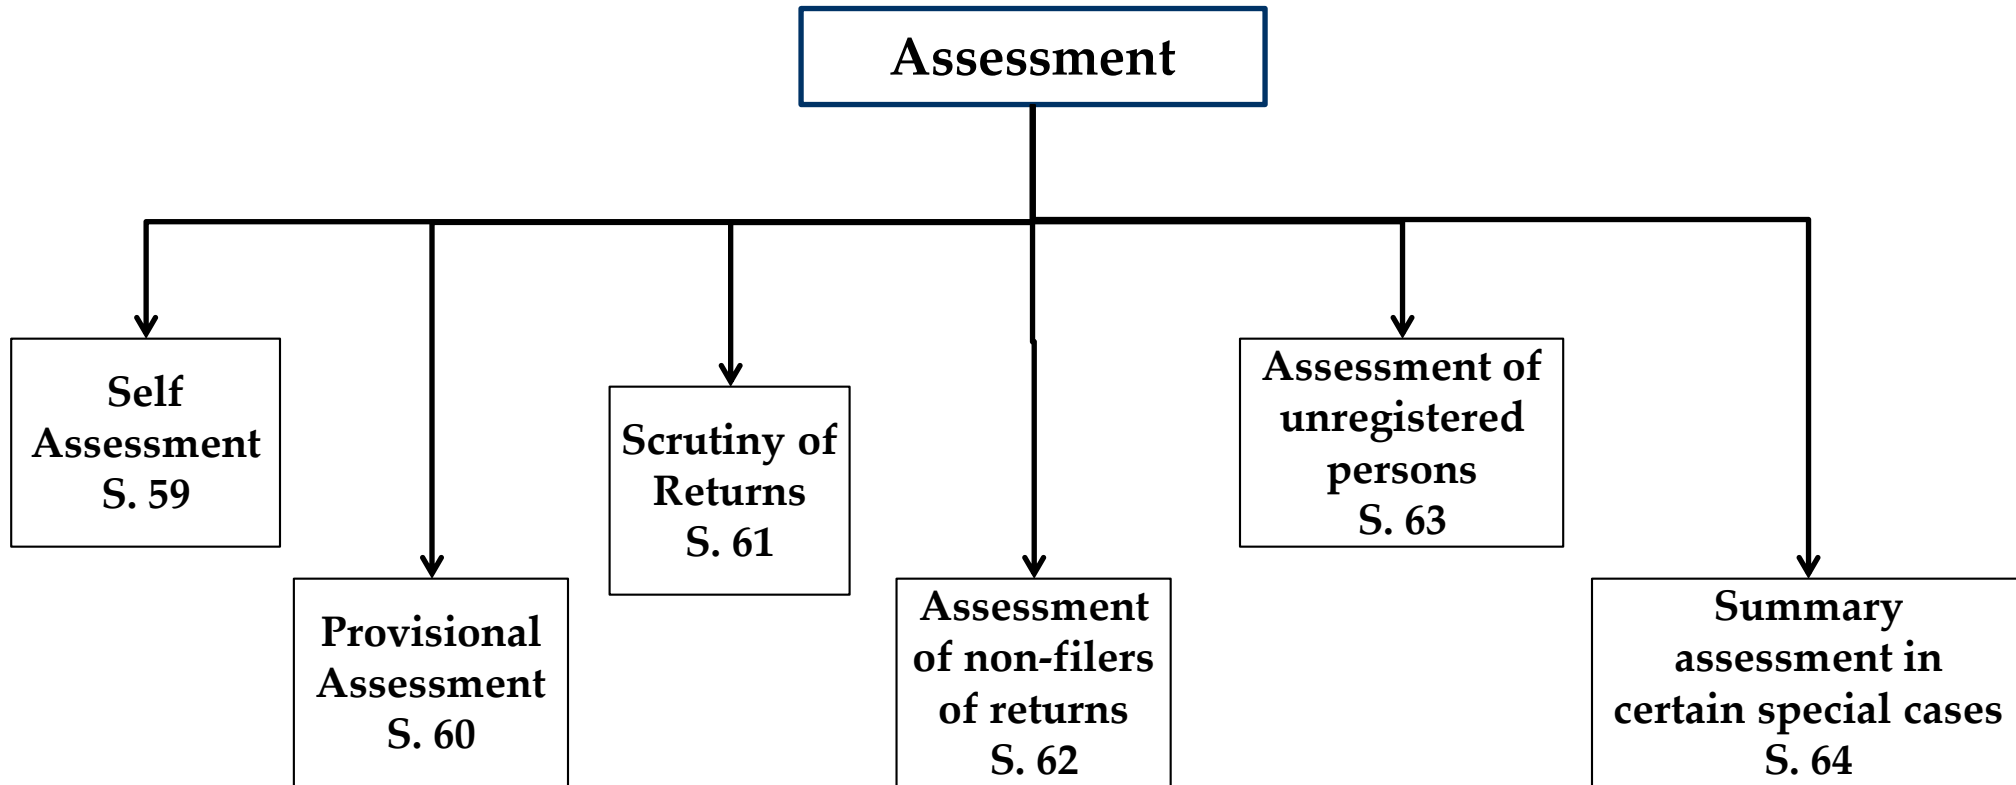 Assessment
Self
Assessment
S. 59
Provisional
Assessment
S. 60
Scrutiny of
Returns
S. 61
Assessment
of non-filers
of returns
S. 62
Assessment of
unregistered
persons
S. 63
Summary
assessment in
certain special cases
S. 64